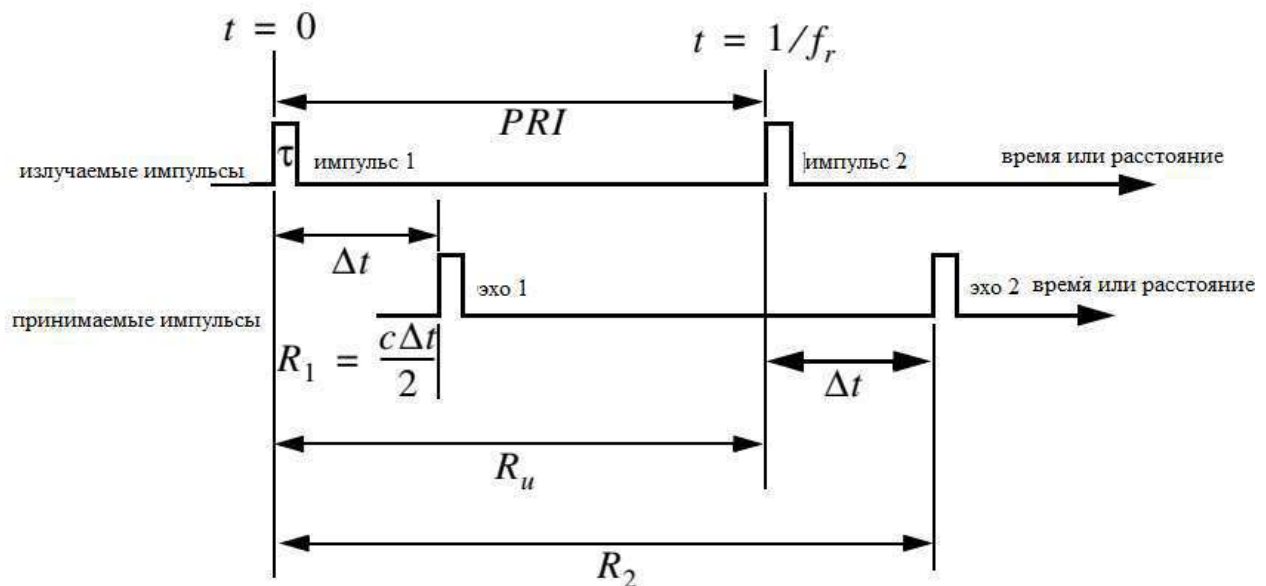 t = 0
t = 1/f_r
PRI
излучаемые импульсы
τ
импульс 1
импульс 2
время или расстояние
Δt
эхо 1
эхо 2
время или расстояние
принимаемые импульсы
R_1 = cΔt/2
Δt
R_u
R_2